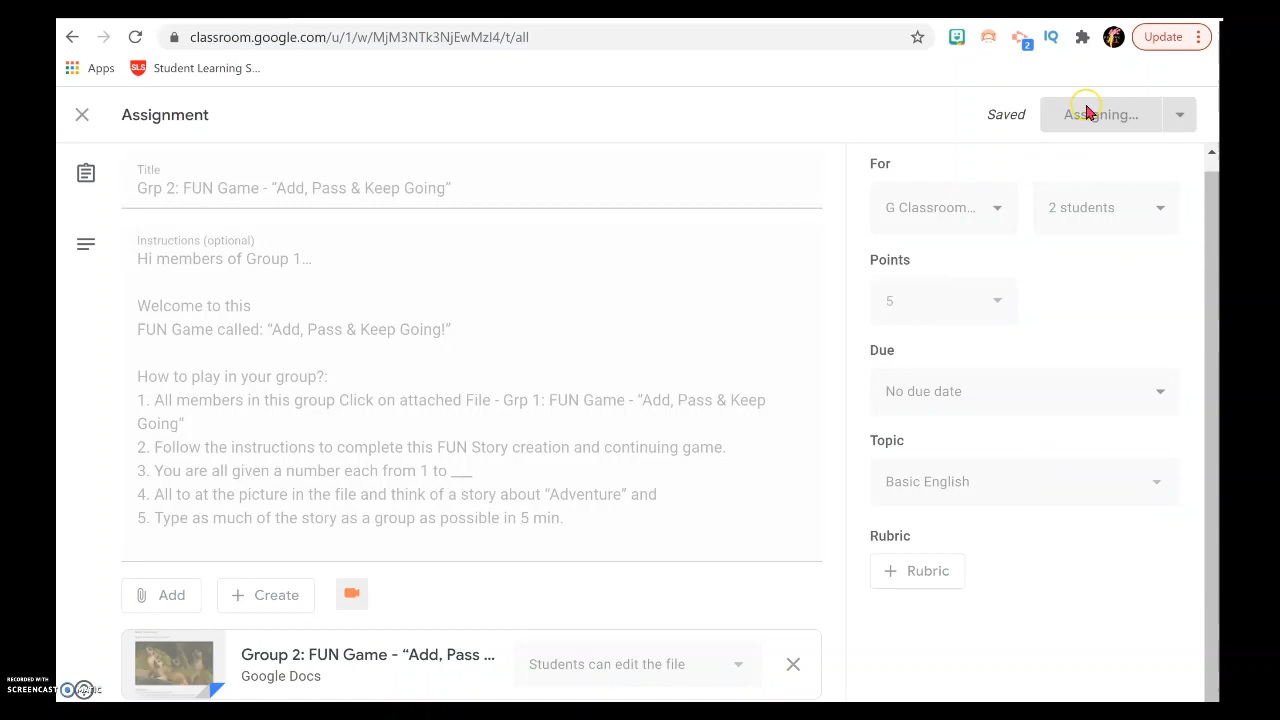 classroom.google.com/u/1/w/MjM3NTk3NjEwMzI4/t/all
2
Update
Apps
SLS
Student Learning S...
Assignment
Saved
Assigning...
Title
Grp 2: FUN Game - “Add, Pass & Keep Going”
Instructions (optional)
Hi members of Group 1…
Welcome to this
FUN Game called: “Add, Pass & Keep Going!”
How to play in your group?:
1. All members in this group Click on attached File - Grp 1: FUN Game - “Add, Pass & Keep
Going”
2. Follow the instructions to complete this FUN Story creation and continuing game.
3. You are all given a number each from 1 to ___
4. All to at the picture in the file and think of a story about “Adventure” and
5. Type as much of the story as a group as possible in 5 min.
Add
Create
Group 2: FUN Game - “Add, Pass ...
Google Docs
Students can edit the file
For
G Classroom...
2 students
Points
5
Due
No due date
Topic
Basic English
Rubric
Rubric
RECORDED WITH
SCREENCAST